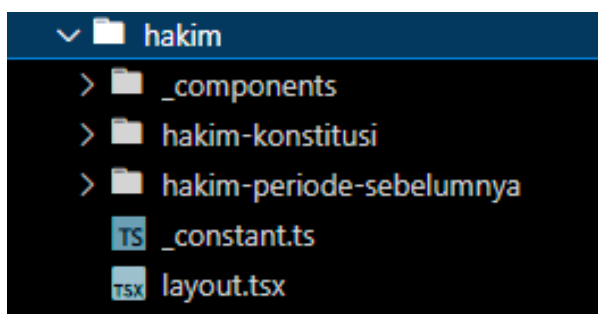 hakim
_components
hakim-konstitusi
hakim-periode-sebelumnya
TS _constant.ts
TSX layout.tsx